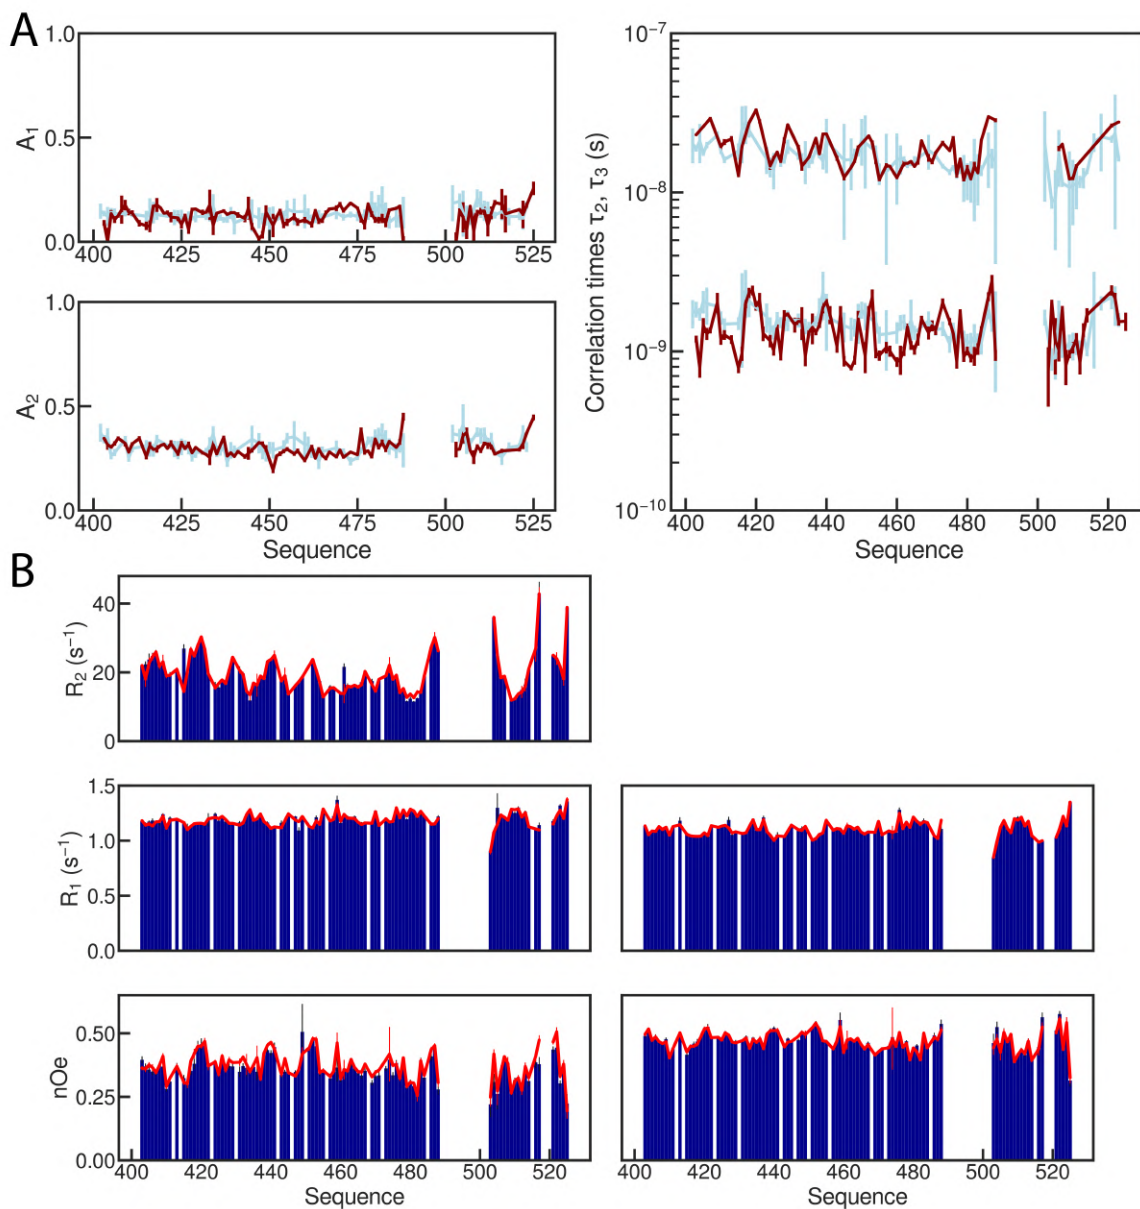 A
1.0
0.5
0.0
A₁
400 425 450 475 500 525
1.0
0.5
0.0
A₂
400 425 450 475 500 525
Sequence
10⁻⁷
10⁻⁸
10⁻⁹
10⁻¹⁰
Correlation times τ₂, τ₃ (s)
400 420 440 460 480 500 520
Sequence
B
40
20
0
R₂ (s⁻¹)
1.5
1.0
0.5
0.0
R₁ (s⁻¹)
0.50
0.25
0.00
nOe
400 420 440 460 480 500 520
Sequence
400 420 440 460 480 500 520
Sequence